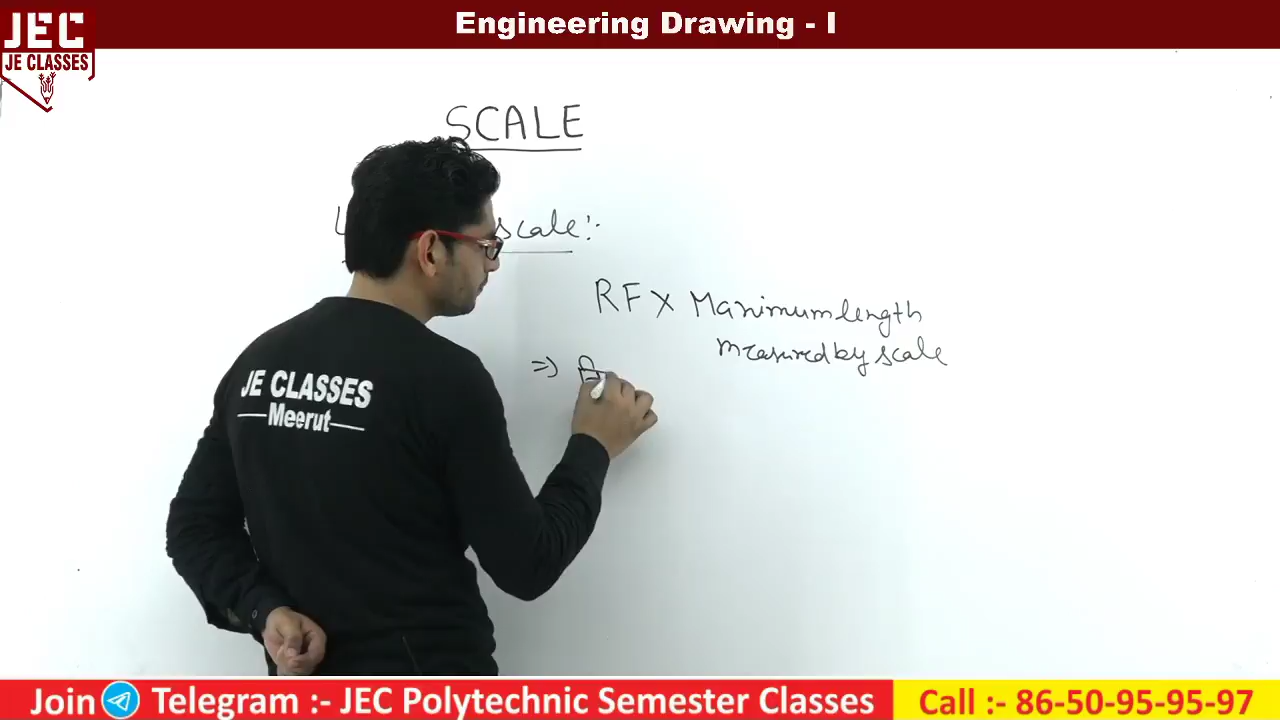 Engineering Drawing - I
JEC
JE CLASSES
SCALE
scale :-
RF X Maximum length
measured by scale
=>
JE CLASSES
Meerut
Join Telegram :- JEC Polytechnic Semester Classes
Call :- 86-50-95-95-97